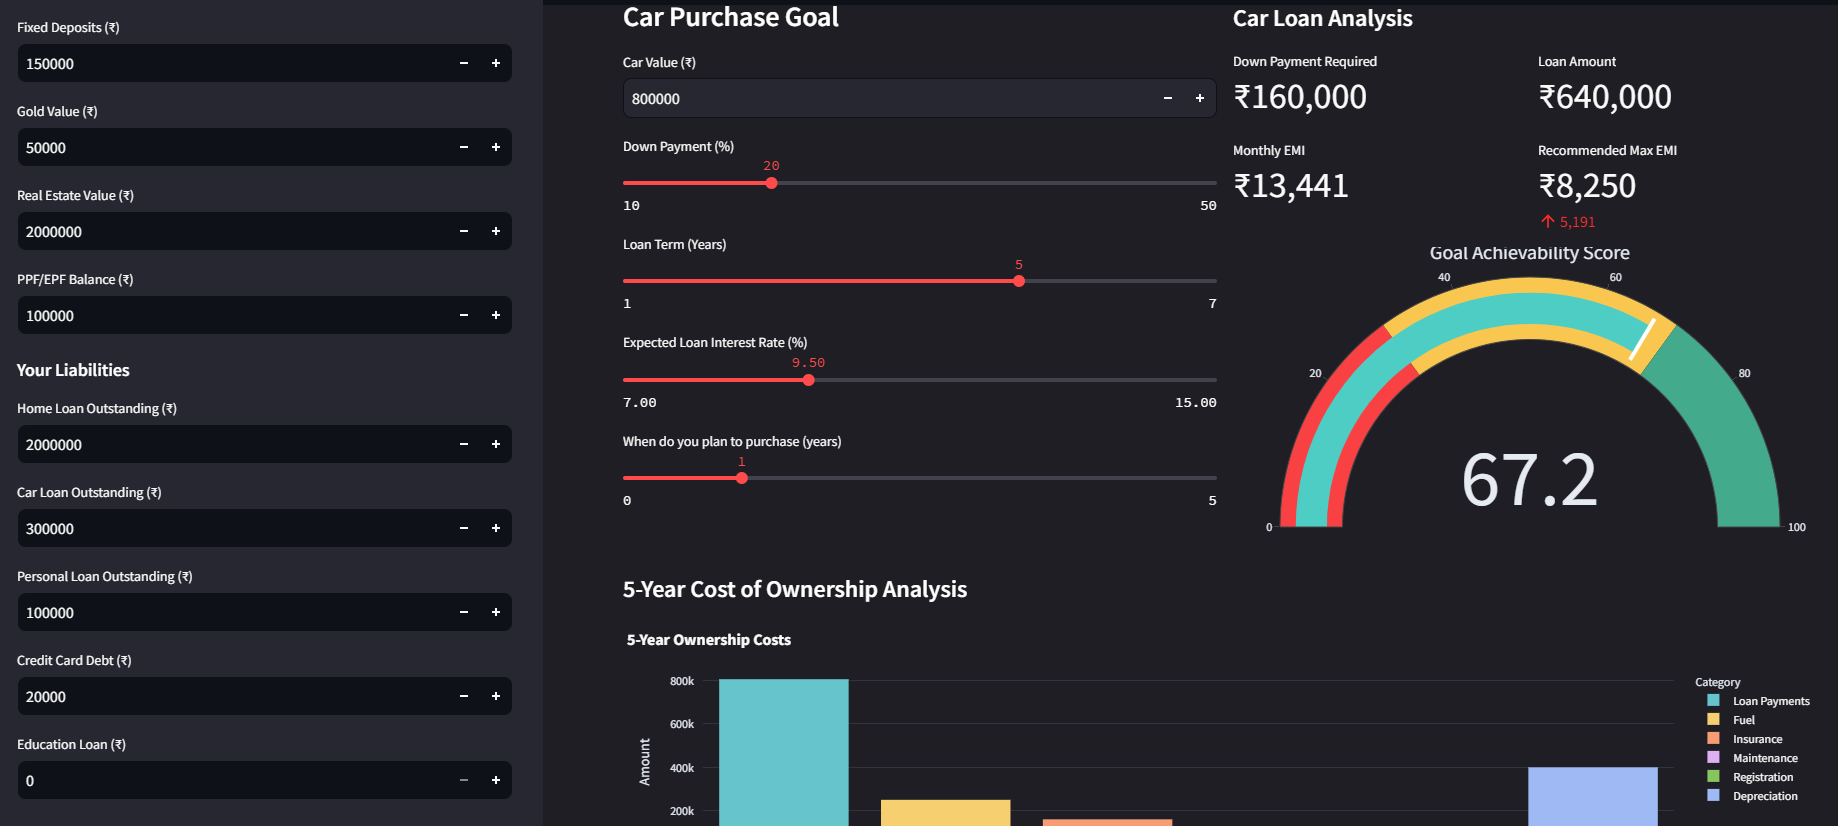 Fixed Deposits (₹)
150000
Gold Value (₹)
50000
Real Estate Value (₹)
2000000
PPF/EPF Balance (₹)
100000
Your Liabilities
Home Loan Outstanding (₹)
2000000
Car Loan Outstanding (₹)
300000
Personal Loan Outstanding (₹)
100000
Credit Card Debt (₹)
20000
Education Loan (₹)
0
Car Purchase Goal
Car Value (₹)
800000
Down Payment (%)
20
10 50
Loan Term (Years)
5
1 7
Expected Loan Interest Rate (%)
9.50
7.00 15.00
When do you plan to purchase (years)
1
0 5
Car Loan Analysis
Down Payment Required Loan Amount
₹160,000 ₹640,000
Monthly EMI Recommended Max EMI
₹13,441 ₹8,250
↑ 5,191
Goal Achievability Score
40 60
20 80
67.2
0 100
5-Year Cost of Ownership Analysis
5-Year Ownership Costs
800k
600k
400k
200k
Amount
Category
Loan Payments
Fuel
Insurance
Maintenance
Registration
Depreciation